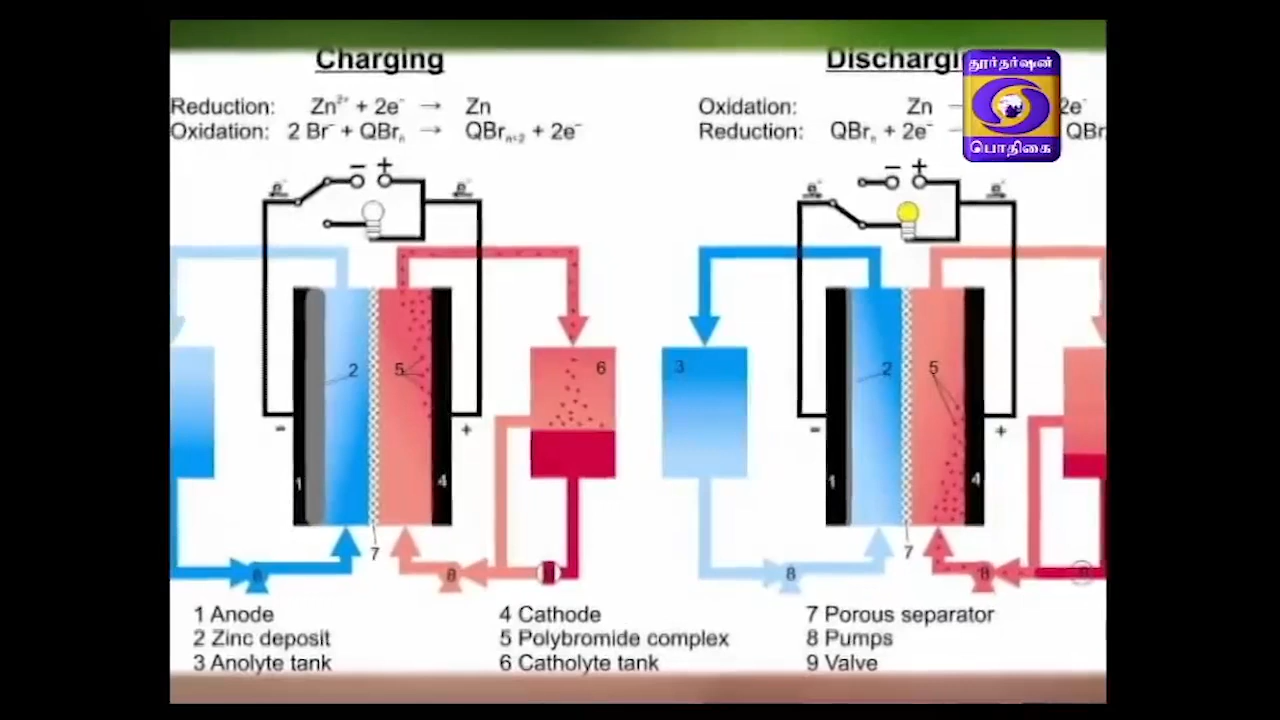 Charging
Reduction: Zn²⁺ + 2e⁻ → Zn
Oxidation: 2 Br⁻ + QBrₙ → QBrₙ₊₂ + 2e⁻
Dischargi
Oxidation: Zn → 2e⁻
Reduction: QBrₙ + 2e⁻ → QBr
தூர்தர்ஷன்
பொதிகை
− +
e⁻ e⁻
− +
e⁻ e⁻
2 5 6
3 2 5
− +
− +
1 4
1 4
7
7
8 8
8 8
1 Anode
2 Zinc deposit
3 Anolyte tank
4 Cathode
5 Polybromide complex
6 Catholyte tank
7 Porous separator
8 Pumps
9 Valve